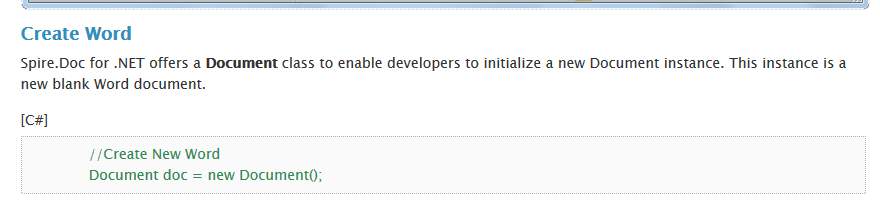 Create Word
Spire.Doc for .NET offers a Document class to enable developers to initialize a new Document instance. This instance is a
new blank Word document.
[C#]
//Create New Word
Document doc = new Document();